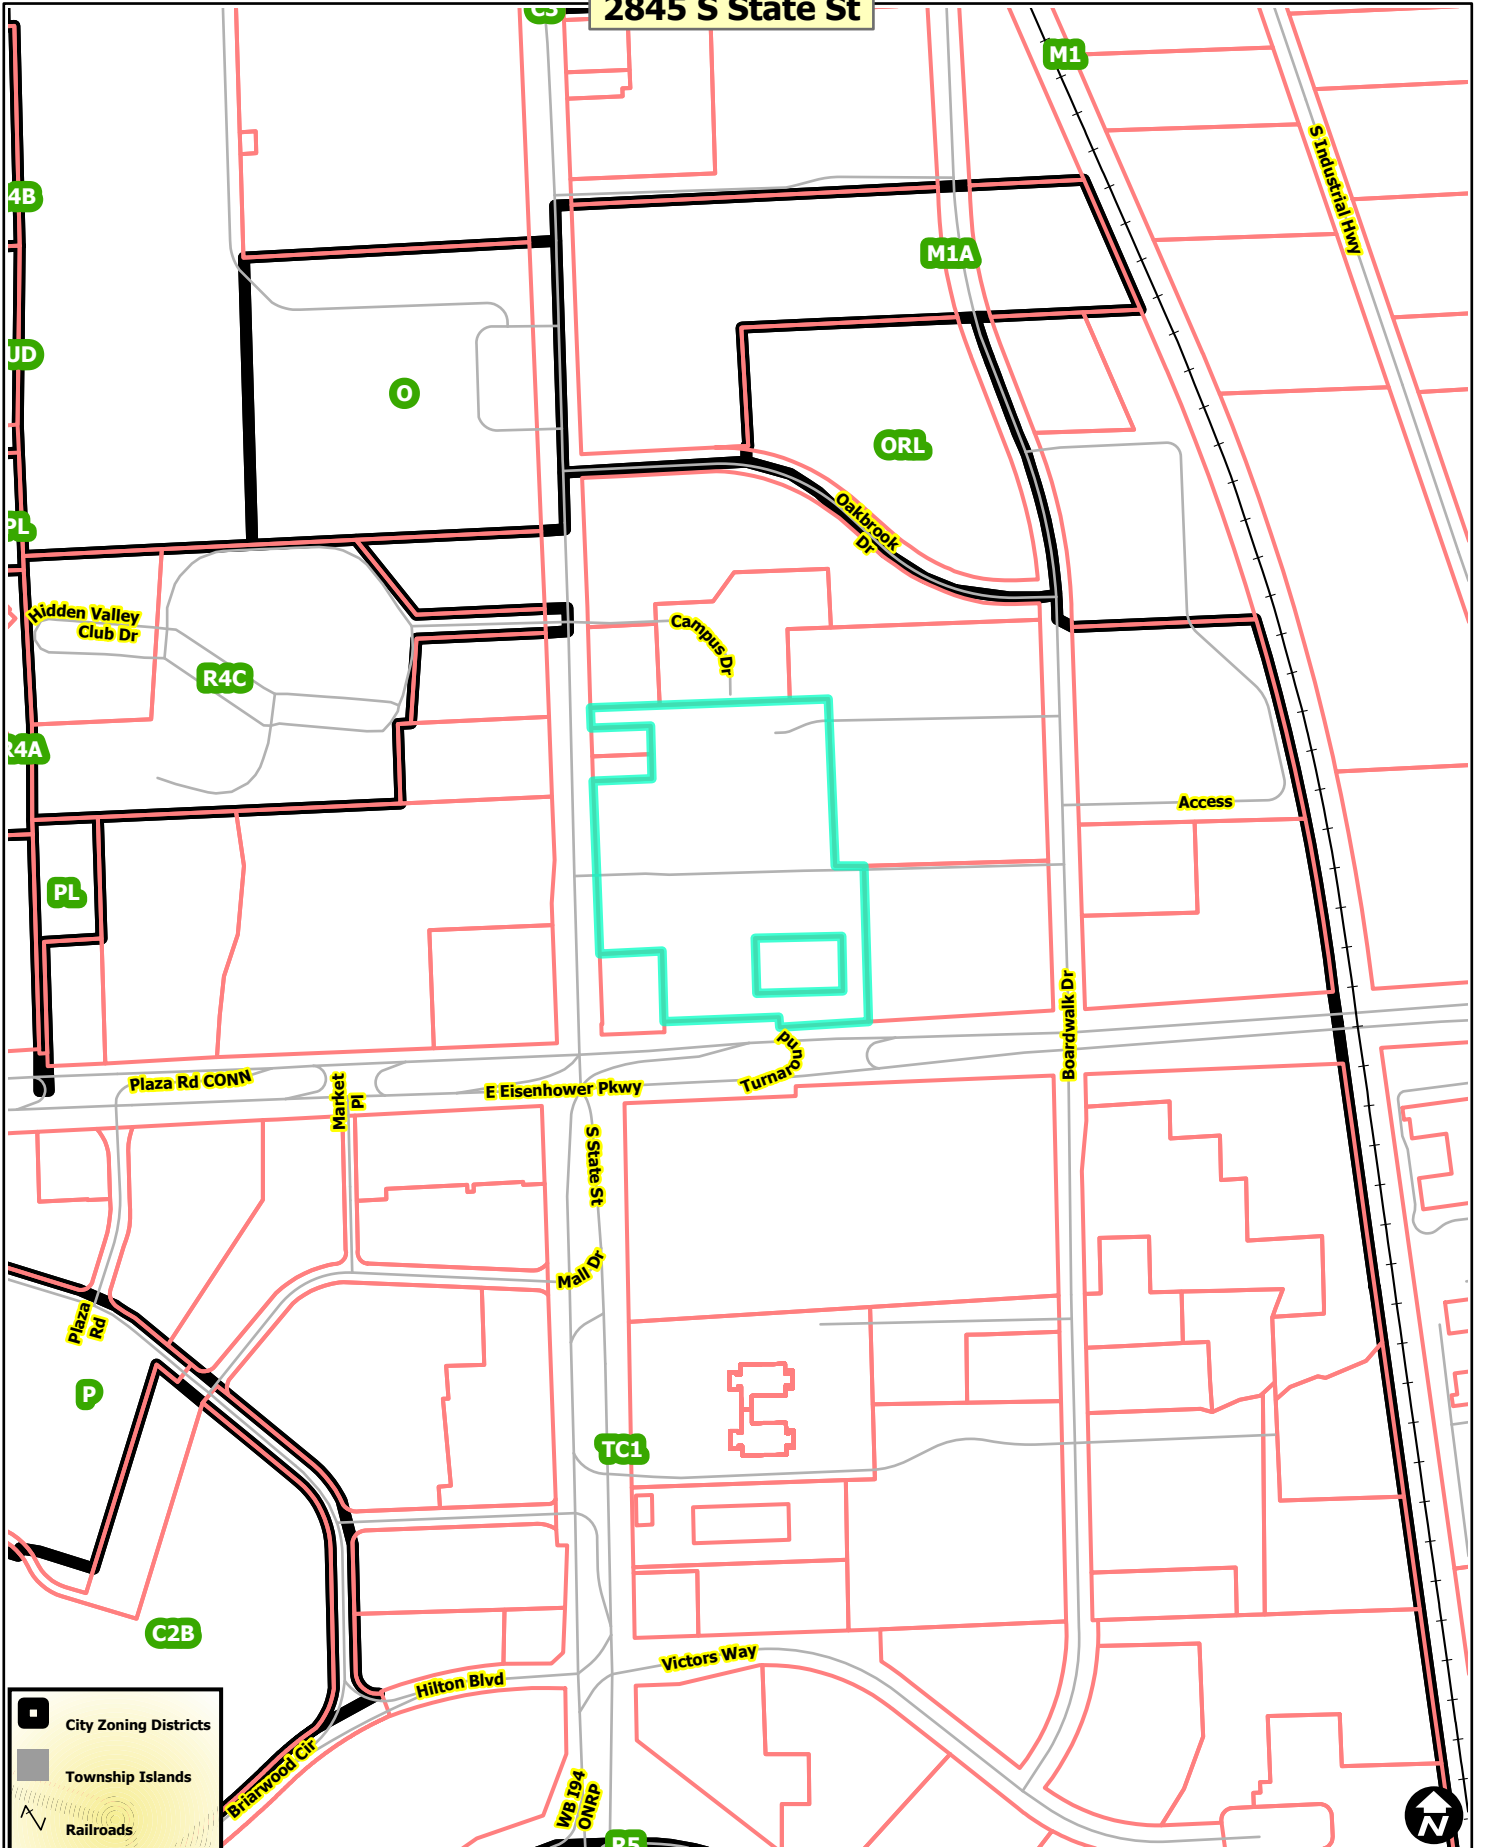 2845 S State St
C3
M1
S Industrial Hwy
4B
M1A
UD
O
ORL
PL
Oakbrook
Dr
Hidden Valley
Club Dr
Campus Dr
R4C
R4A
Access
PL
Boardwalk Dr
Turnaround
Plaza Rd CONN
Market
Pl
E Eisenhower Pkwy
S State St
Mall Dr
Plaza
Rd
P
TC1
C2B
Victors Way
Hilton Blvd
Briarwood Cir
WB I94
ONRP
R5
City Zoning Districts
Township Islands
Railroads
N